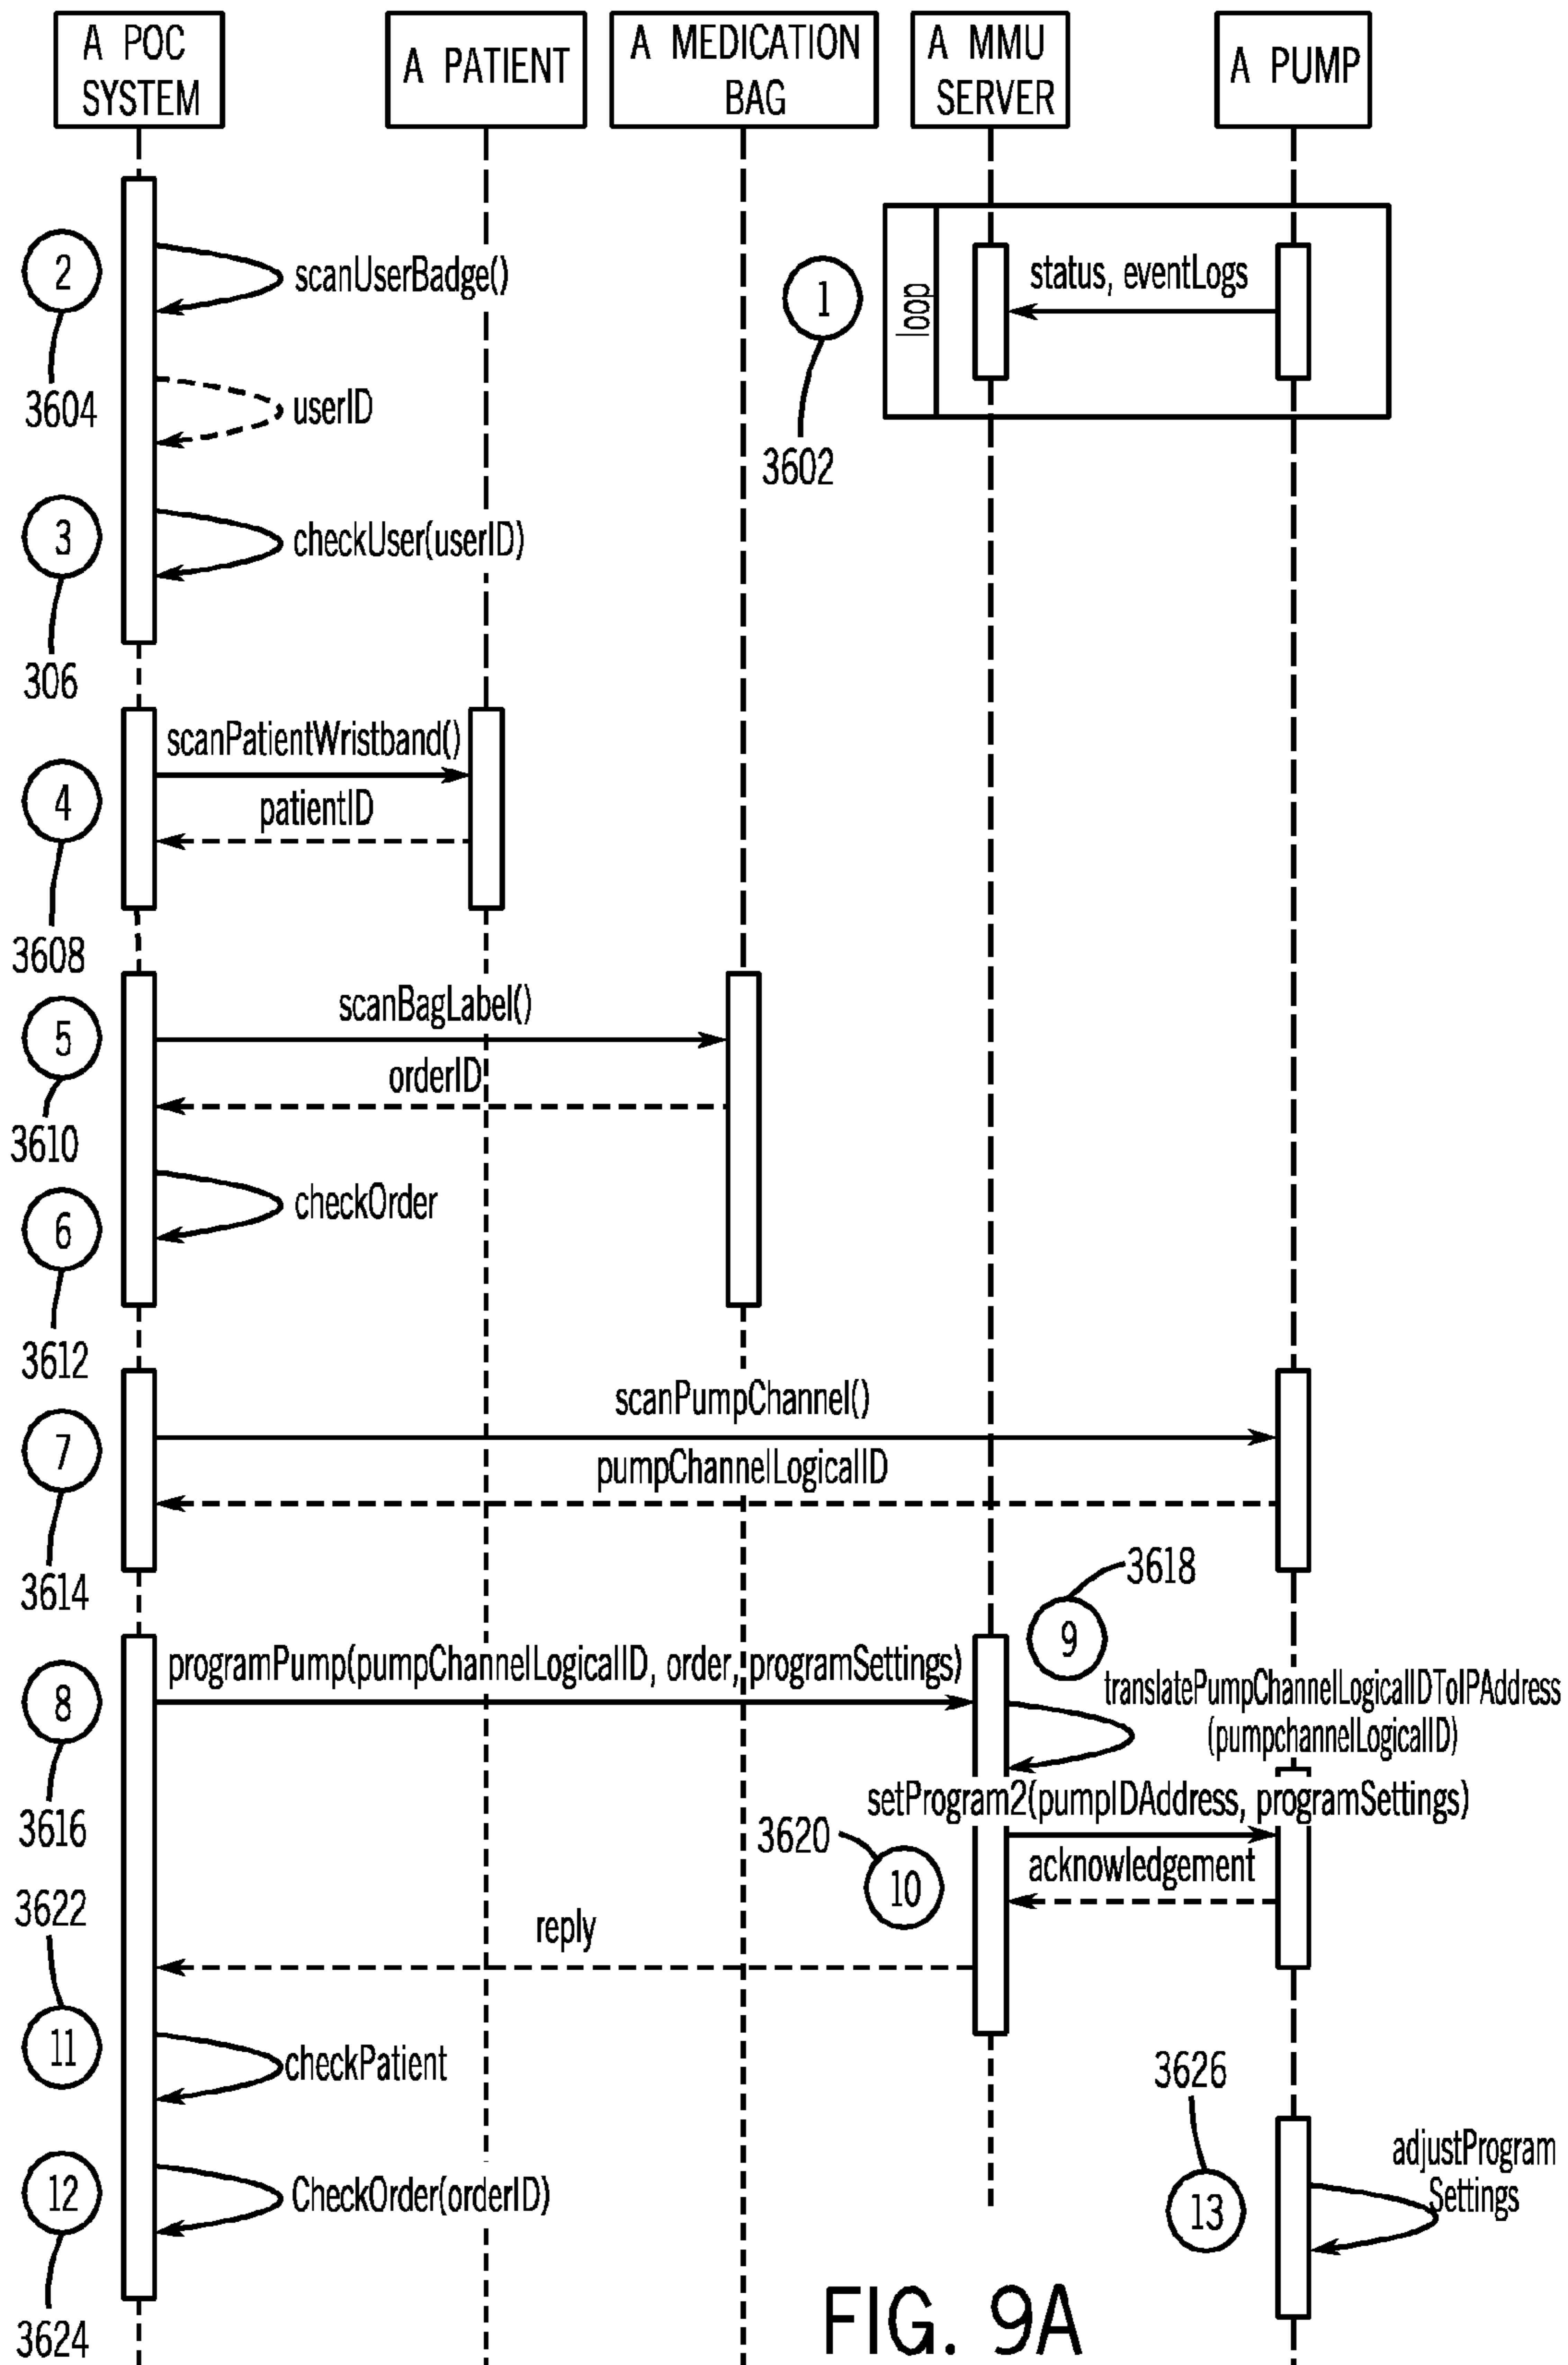 A POC
SYSTEM
A PATIENT
A MEDICATION
BAG
A MMU
SERVER
A PUMP
2
scanUserBadge()
3604
userID
1
3602
loop
status, eventLogs
3
checkUser(userID)
306
scanPatientWristband()
4
patientID
3608
scanBagLabel()
5
orderID
3610
checkOrder
6
3612
scanPumpChannel()
7
pumpChannelLogicalID
3614
3618
9
programPump(pumpChannelLogicalID, order, programSettings)
8
translatePumpChannelLogicalIDToIPAddress
(pumpchannelLogicalID)
3616
setProgram2(pumpIDAddress, programSettings)
3620
10
acknowledgement
3622
reply
11
checkPatient
3626
12
CheckOrder(orderID)
13
adjustProgram
Settings
3624
FIG. 9A